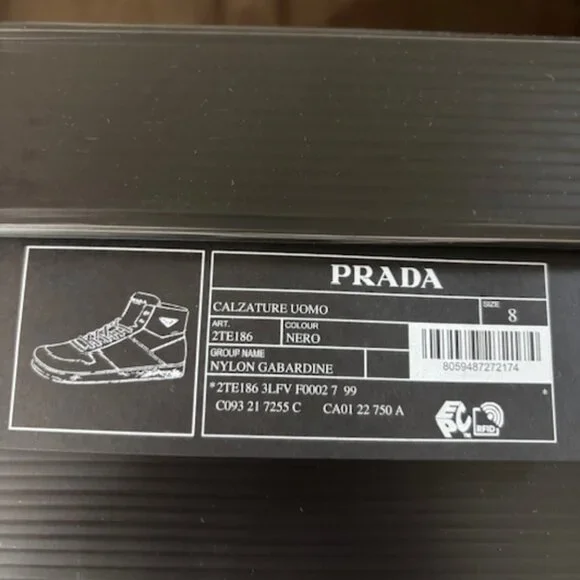 PRADA
CALZATURE UOMO
SIZE
8
ART.
2TE186
COLOUR
NERO
GROUP NAME
NYLON GABARDINE
8059487272174
*2TE186 3LFV F0002 7 99 *
C093 21 7255 C CA01 22 750 A
RFID